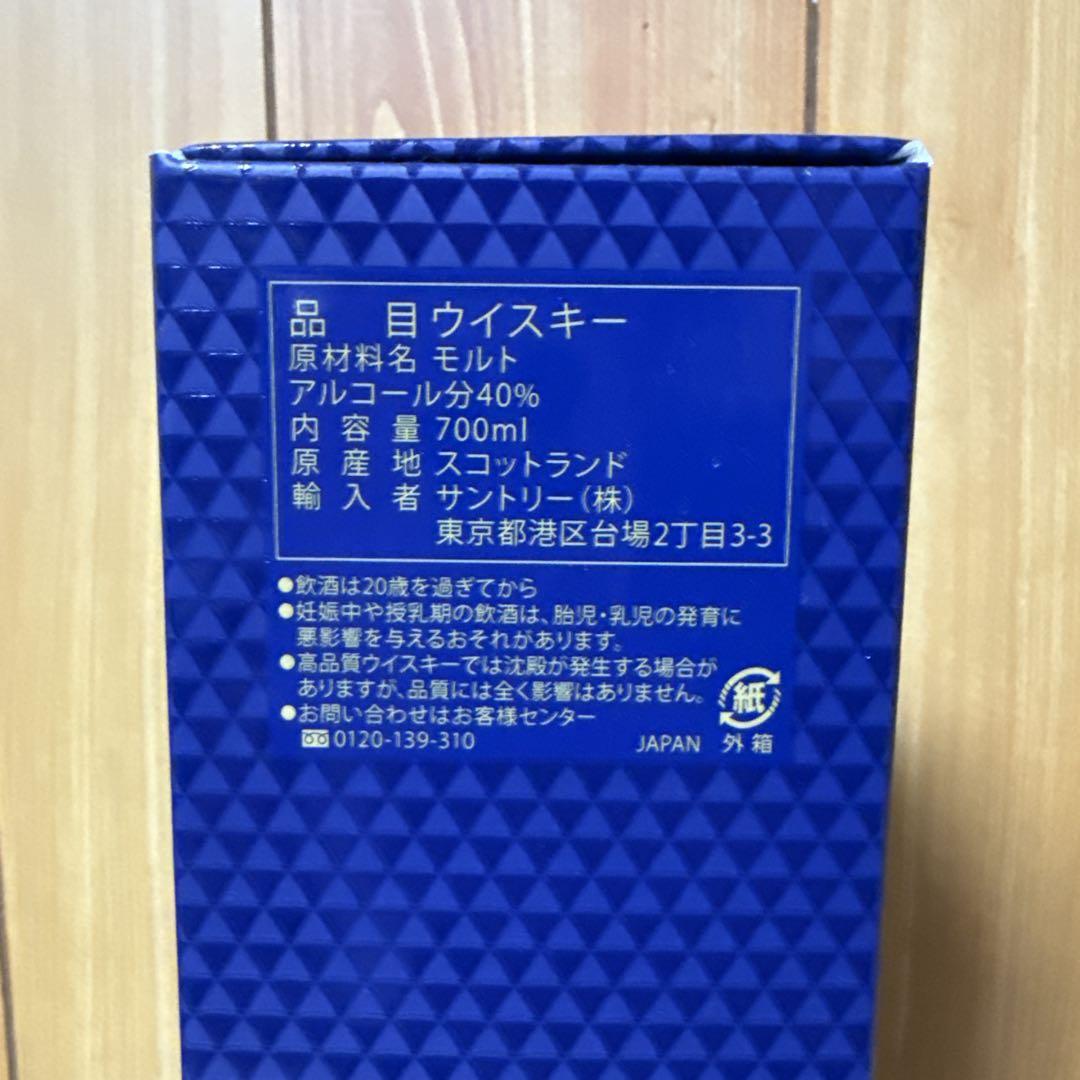 品　目 ウイスキー
原材料名 モルト
アルコール分40%
内容量 700ml
原産地 スコットランド
輸入者 サントリー(株)
東京都港区台場2丁目3-3
●飲酒は20歳を過ぎてから
●妊娠中や授乳期の飲酒は、胎児・乳児の発育に
悪影響を与えるおそれがあります。
●高品質ウイスキーでは沈殿が発生する場合が
ありますが、品質には全く影響はありません。
●お問い合わせはお客様センター
0120-139-310
紙
JAPAN 外箱